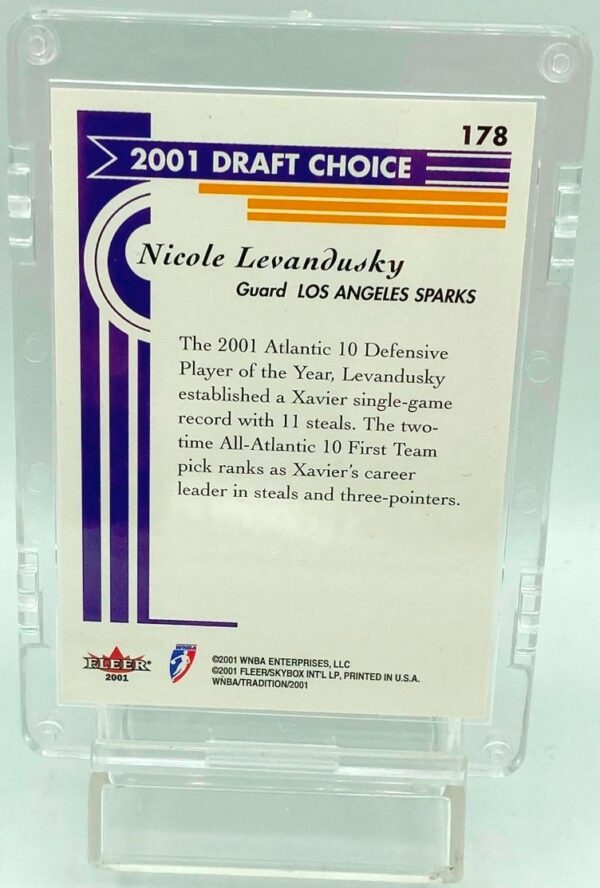 178
2001 DRAFT CHOICE
Nicole Levandusky
Guard LOS ANGELES SPARKS
The 2001 Atlantic 10 Defensive
Player of the Year, Levandusky
established a Xavier single-game
record with 11 steals. The two-
time All-Atlantic 10 First Team
pick ranks as Xavier's career
leader in steals and three-pointers.
FLEER®
2001
WNBA
©2001 WNBA ENTERPRISES, LLC
©2001 FLEER/SKYBOX INT'L LP, PRINTED IN U.S.A.
WNBA/TRADITION/2001